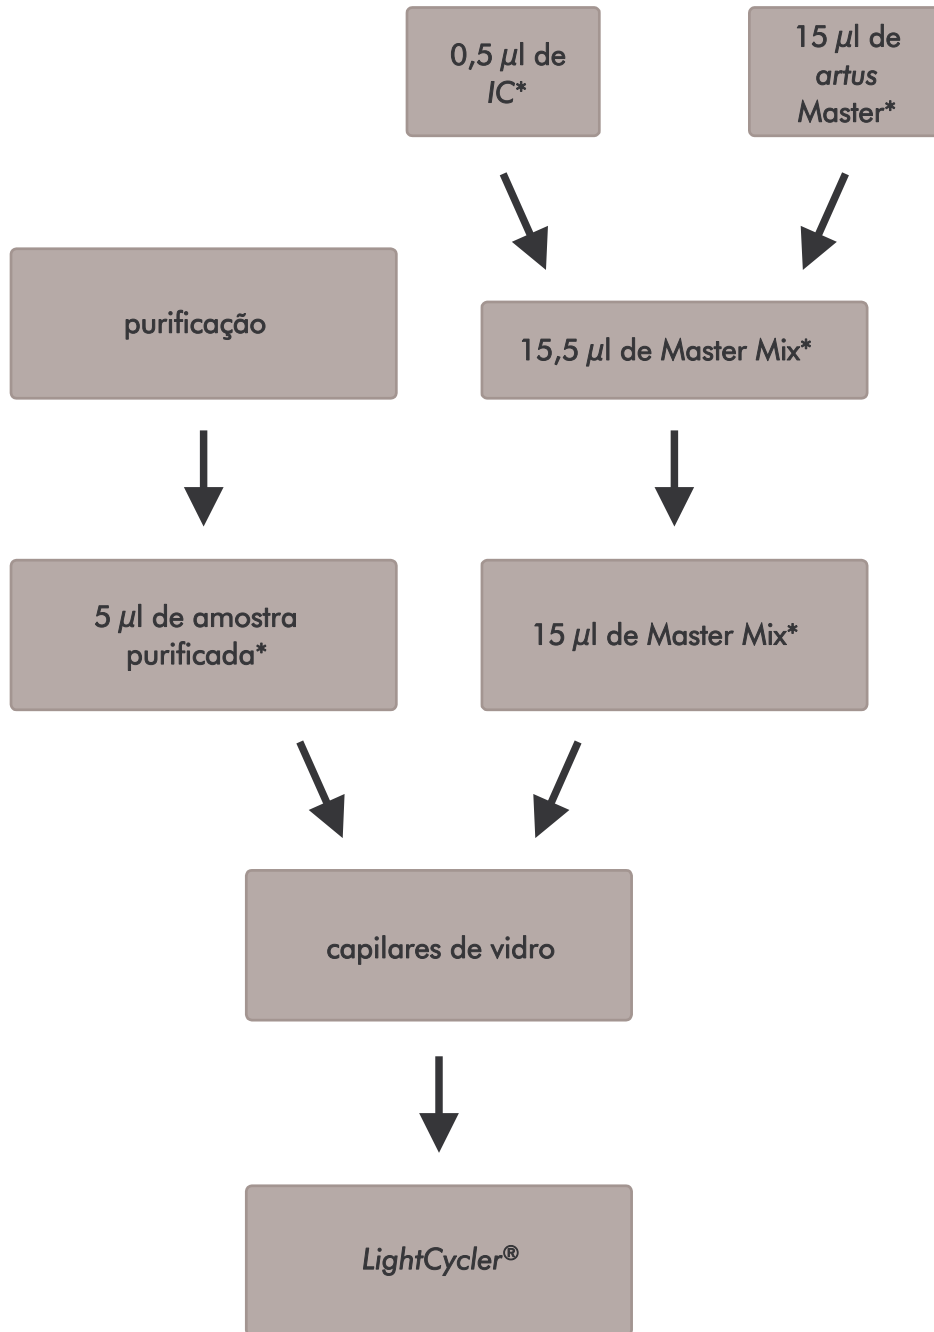 0,5 µl de
IC*
15 µl de
artus
Master*
purificação
15,5 µl de Master Mix*
5 µl de amostra
purificada*
15 µl de Master Mix*
capilares de vidro
LightCycler®